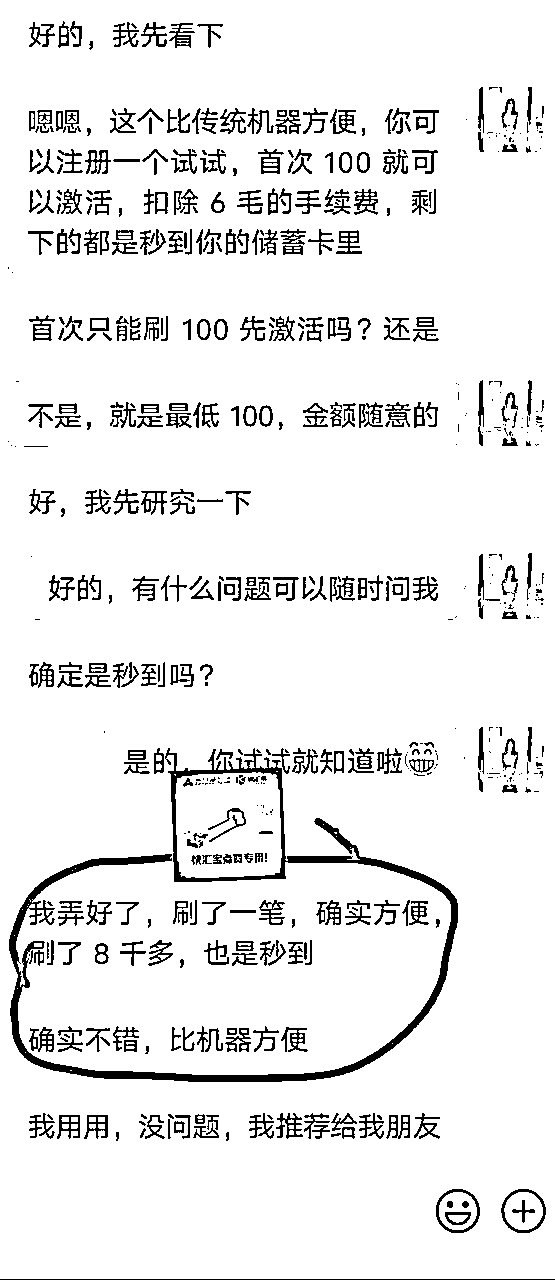 好的，我先看下
嗯嗯，这个比传统机器方便，你可
以注册一个试试，首次 100 就可
以激活，扣除 6 毛的手续费，剩
下的都是秒到你的储蓄卡里
首次只能刷 100 先激活吗？还是
不是，就是最低 100，金额随意的
好，我先研究一下
好的，有什么问题可以随时问我
确定是秒到吗？
是的，你试试就知道啦
我弄好了，刷了一笔，确实方便，
刷了 8 千多，也是秒到
确实不错，比机器方便
我用用，没问题，我推荐给我朋友